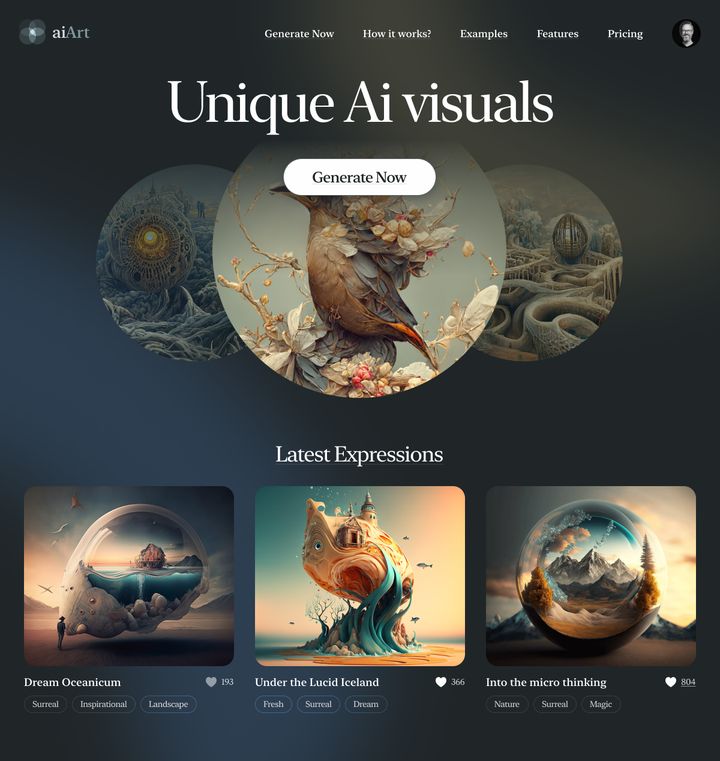 aiArt
Generate Now How it works? Examples Features Pricing
Unique Ai visuals
Generate Now
Latest Expressions
Dream Oceanicum 193
Surreal Inspirational Landscape
Under the Lucid Iceland 366
Fresh Surreal Dream
Into the micro thinking 804
Nature Surreal Magic